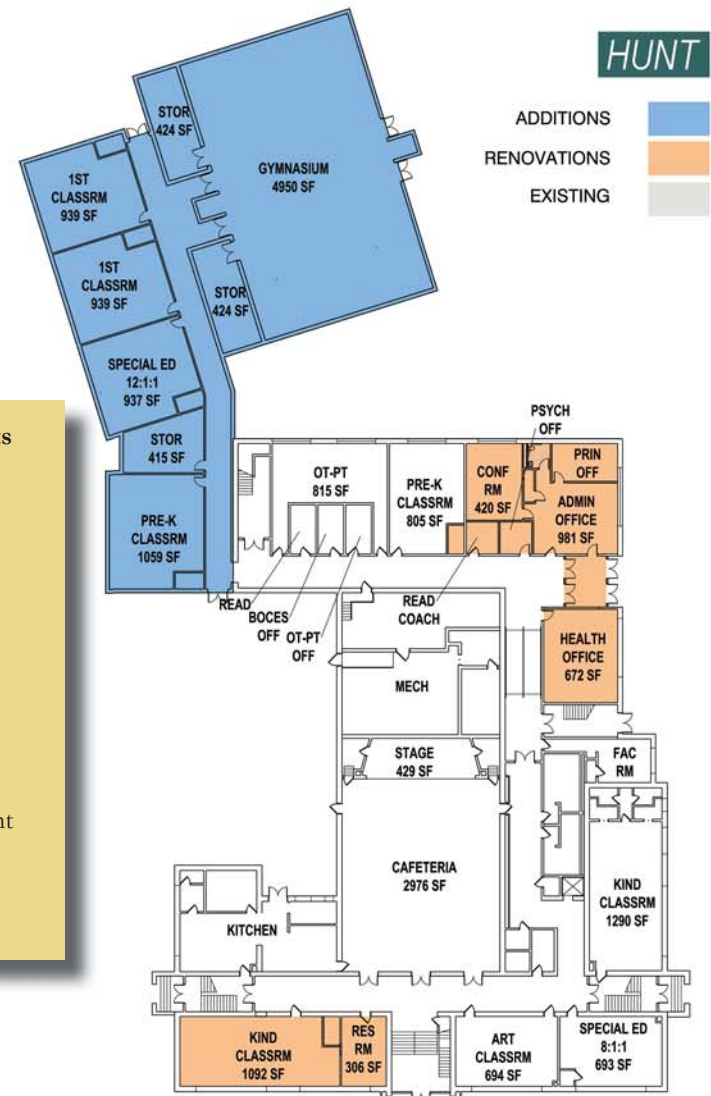 HUNT
ADDITIONS
RENOVATIONS
EXISTING
STOR
424 SF
GYMNASIUM
4950 SF
1ST
CLASSRM
939 SF
1ST
CLASSRM
939 SF
STOR
424 SF
SPECIAL ED
12:1:1
937 SF
STOR
415 SF
PRE-K
CLASSRM
1059 SF
PSYCH
OFF
OT-PT
815 SF
PRE-K
CLASSRM
805 SF
CONF
RM
420 SF
PRIN
OFF
ADMIN
OFFICE
981 SF
READ
BOCES
OFF
OT-PT
OFF
READ
COACH
HEALTH
OFFICE
672 SF
MECH
STAGE
429 SF
FAC
RM
CAFETERIA
2976 SF
KIND
CLASSRM
1290 SF
KITCHEN
KIND
CLASSRM
1092 SF
RES
RM
306 SF
ART
CLASSRM
694 SF
SPECIAL ED
8:1:1
693 SF